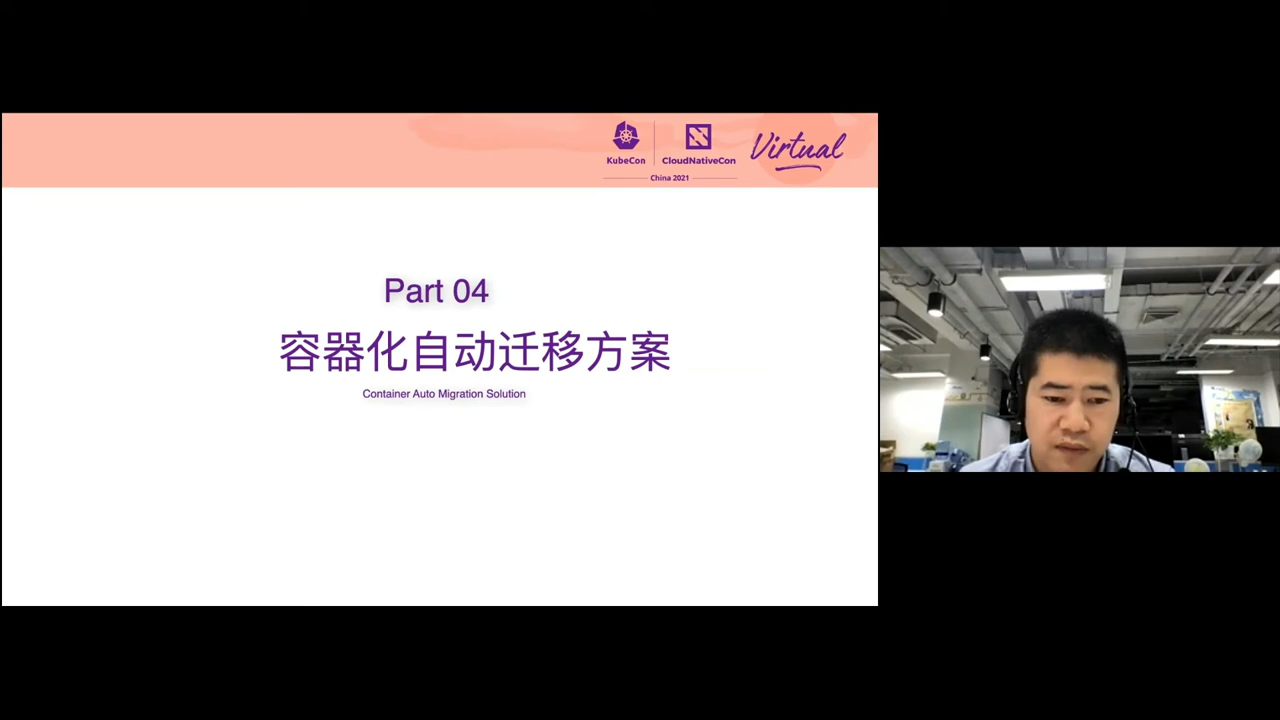 KubeCon
CloudNativeCon
China 2021
Virtual
Part 04
容器化自动迁移方案
Container Auto Migration Solution